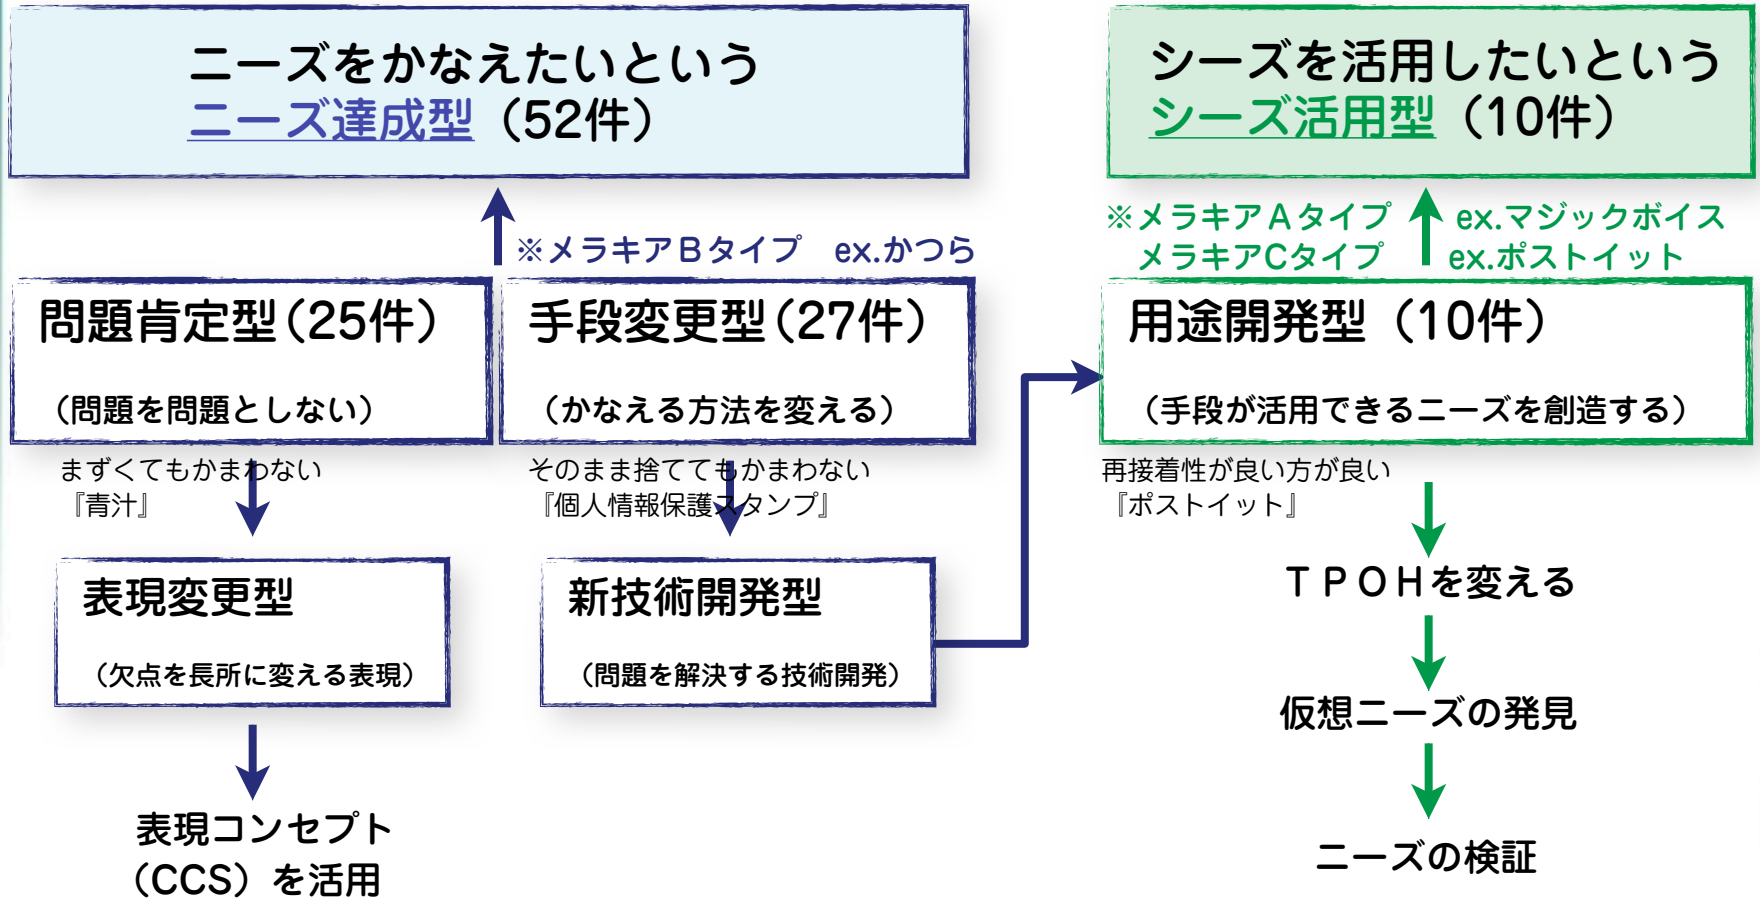 ニーズをかなえたいという
ニーズ達成型（52件）
シーズを活用したいという
シーズ活用型（10件）
※メラキアＢタイプ　ex.かつら
※メラキアＡタイプ　ex.マジックボイス
メラキアCタイプ　ex.ポストイット
問題肯定型（25件）
（問題を問題としない）
手段変更型（27件）
（かなえる方法を変える）
用途開発型（10件）
（手段が活用できるニーズを創造する）
まずくてもかまわない
『青汁』
そのまま捨ててもかまわない
『個人情報保護スタンプ』
再接着性が良い方が良い
『ポストイット』
表現変更型
（欠点を長所に変える表現）
新技術開発型
（問題を解決する技術開発）
ＴＰＯＨを変える
仮想ニーズの発見
ニーズの検証
表現コンセプト
（CCS）を活用